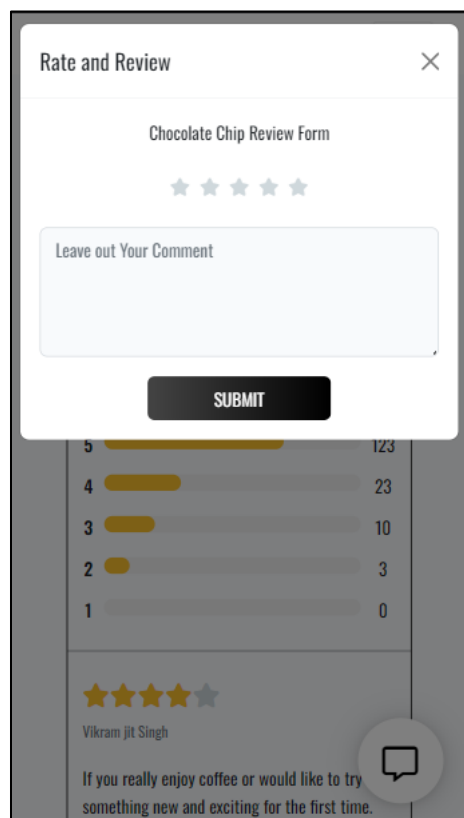 Rate and Review
Chocolate Chip Review Form
Leave out Your Comment
SUBMIT
5 123
4 23
3 10
2 3
1 0
Vikram jit Singh
If you really enjoy coffee or would like to try
something new and exciting for the first time.